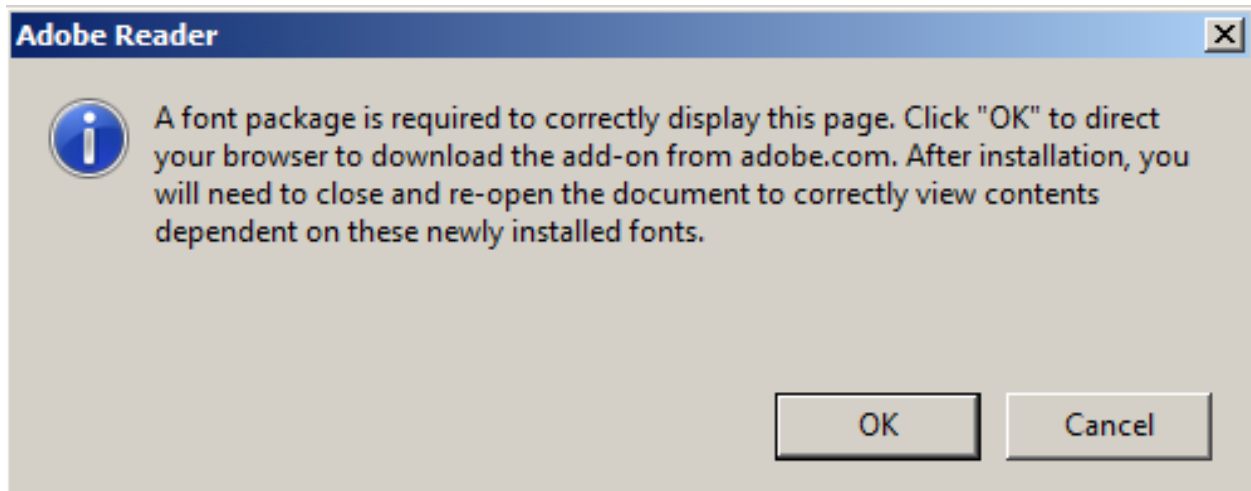 Adobe Reader
A font package is required to correctly display this page. Click "OK" to direct
your browser to download the add-on from adobe.com. After installation, you
will need to close and re-open the document to correctly view contents
dependent on these newly installed fonts.
OK
Cancel